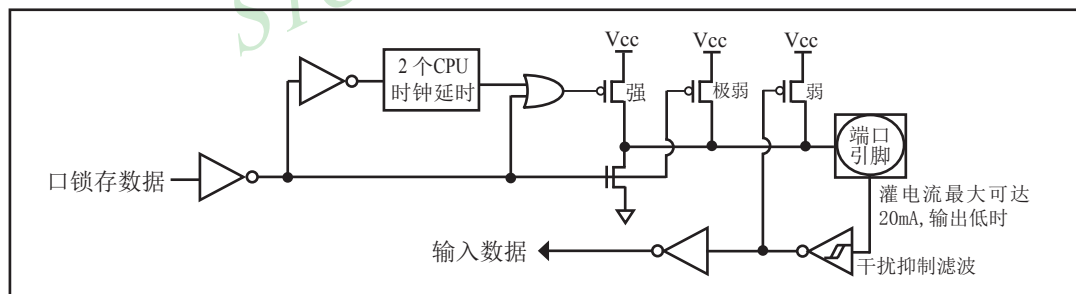 Vcc
Vcc
Vcc
2个CPU
时钟延时
强
极弱
弱
端口
引脚
口锁存数据
灌电流最大可达
20mA,输出低时
输入数据
干扰抑制滤波